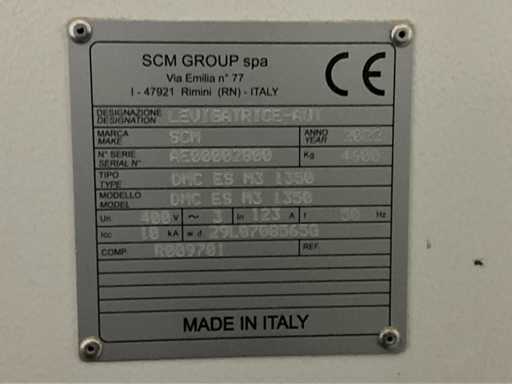 SCM GROUP spa
Via Emilia n° 77
I - 47921 Rimini (RN) - ITALY
CE
DESIGNAZIONE
DESIGNATION LEVIGATRICE-AUT
MARCA
MAKE SCM ANNO
YEAR 2022
N° SERIE
SERIAL N° Kg 4500
TIPO
TYPE DMC ES M3 1350
MODELLO
MODEL DMC ES M3 1350
Un 400 V ~ 3 In 123 A f 50 Hz
Icc 10 kA w.d.
COMP. REF.
MADE IN ITALY